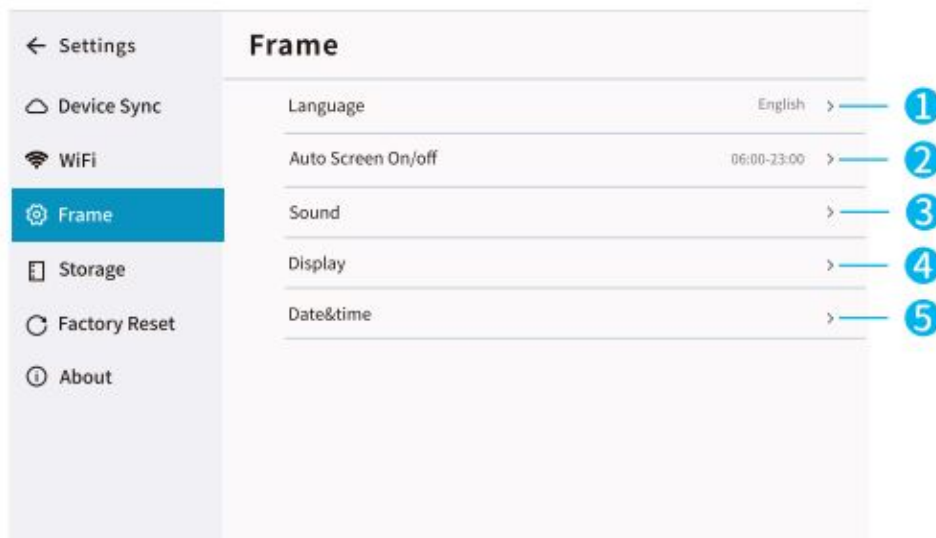 ← Settings
Device Sync
WiFi
Frame
Storage
Factory Reset
About
Frame
Language English > 1
Auto Screen On/off 06:00-23:00 > 2
Sound > 3
Display > 4
Date&time > 5